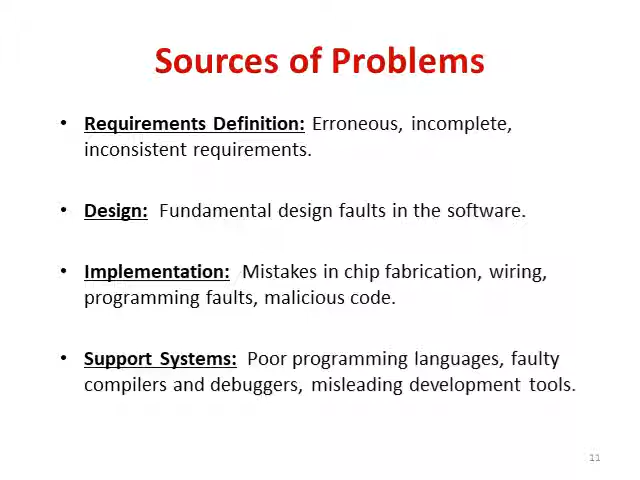 Sources of Problems
• Requirements Definition: Erroneous, incomplete,
inconsistent requirements.
• Design: Fundamental design faults in the software.
• Implementation: Mistakes in chip fabrication, wiring,
programming faults, malicious code.
• Support Systems: Poor programming languages, faulty
compilers and debuggers, misleading development tools.
11